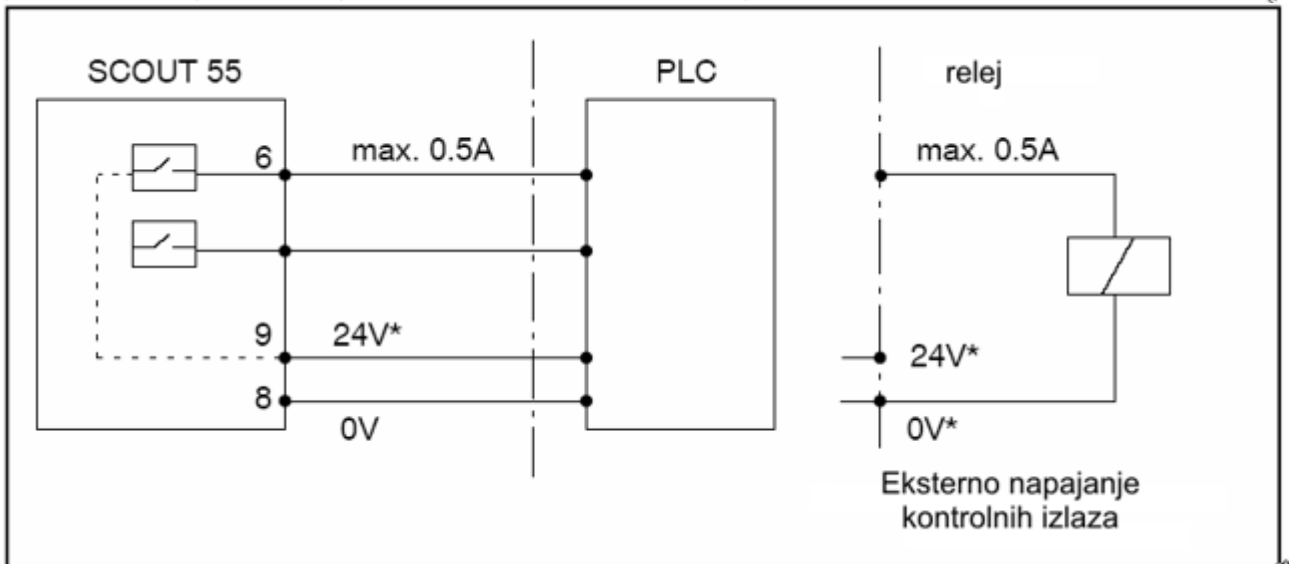 SCOUT 55
PLC
relej
6
max. 0.5A
max. 0.5A
9
24V*
24V*
8
0V
0V*
Eksterno napajanje
kontrolnih izlaza